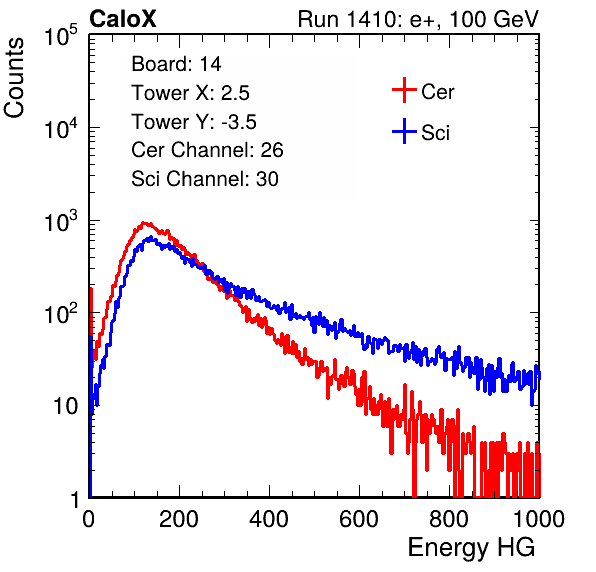 CaloX Run 1410: e+, 100 GeV
Counts
Board: 14
Tower X: 2.5
Tower Y: -3.5
Cer Channel: 26
Sci Channel: 30
Cer
Sci
10^5
10^4
10^3
10^2
10
1
0 200 400 600 800 1000
Energy HG